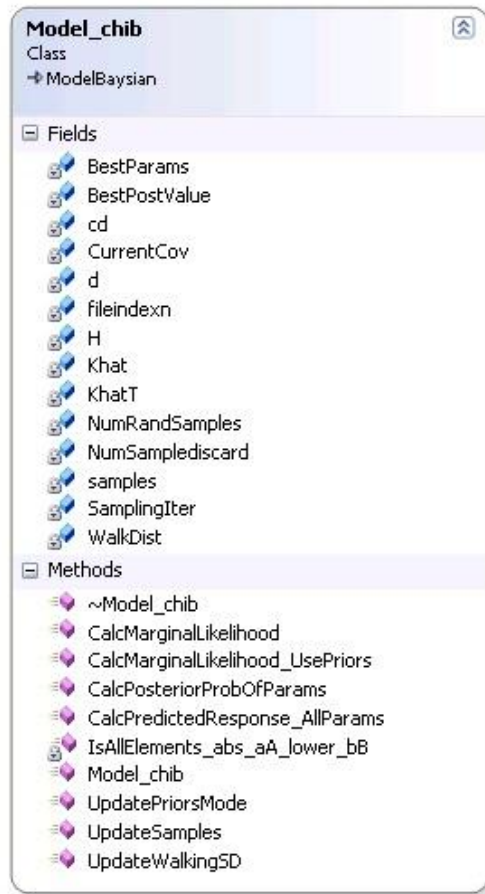 Model_chib
Class
ModelBaysian
Fields
BestParams
BestPostValue
cd
CurrentCov
d
fileindexn
H
Khat
KhatT
NumRandSamples
NumSamplediscard
samples
SamplingIter
WalkDist
Methods
~Model_chib
CalcMarginalLikelihood
CalcMarginalLikelihood_UsePriors
CalcPosteriorProbOfParams
CalcPredictedResponse_AllParams
IsAllElements_abs_aA_lower_bB
Model_chib
UpdatePriorsMode
UpdateSamples
UpdateWalkingSD